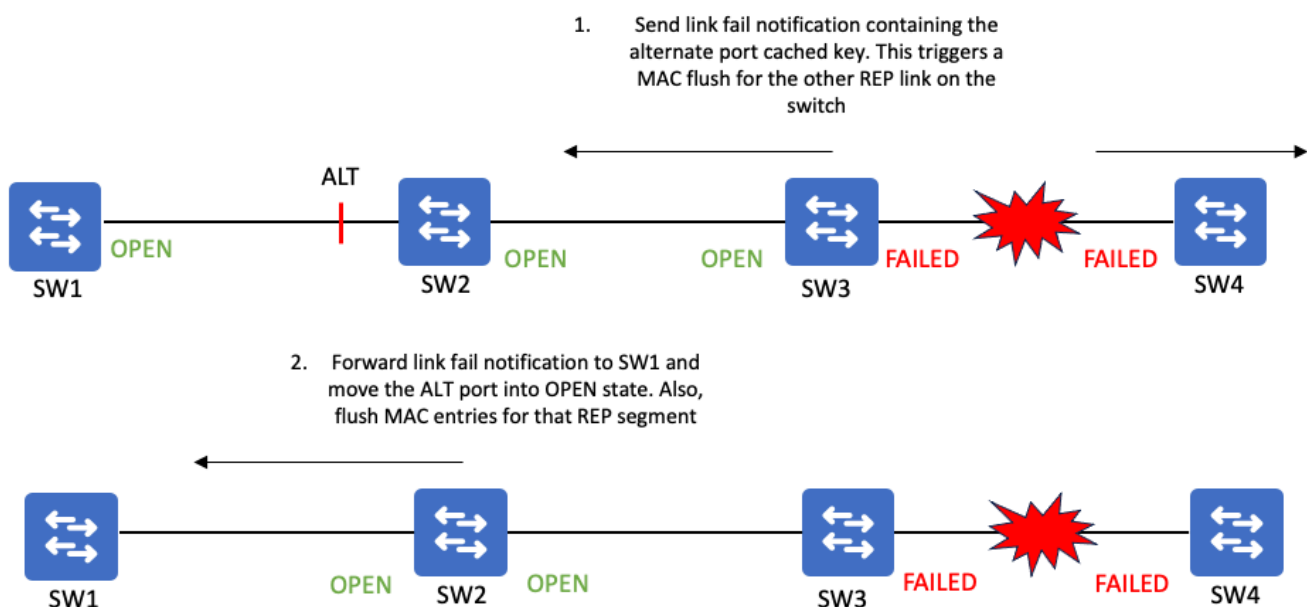 1. Send link fail notification containing the
alternate port cached key. This triggers a
MAC flush for the other REP link on the
switch
ALT
OPEN
OPEN
OPEN
FAILED
FAILED
SW1
SW2
SW3
SW4
2. Forward link fail notification to SW1 and
move the ALT port into OPEN state. Also,
flush MAC entries for that REP segment
OPEN
OPEN
FAILED
FAILED
SW1
SW2
SW3
SW4